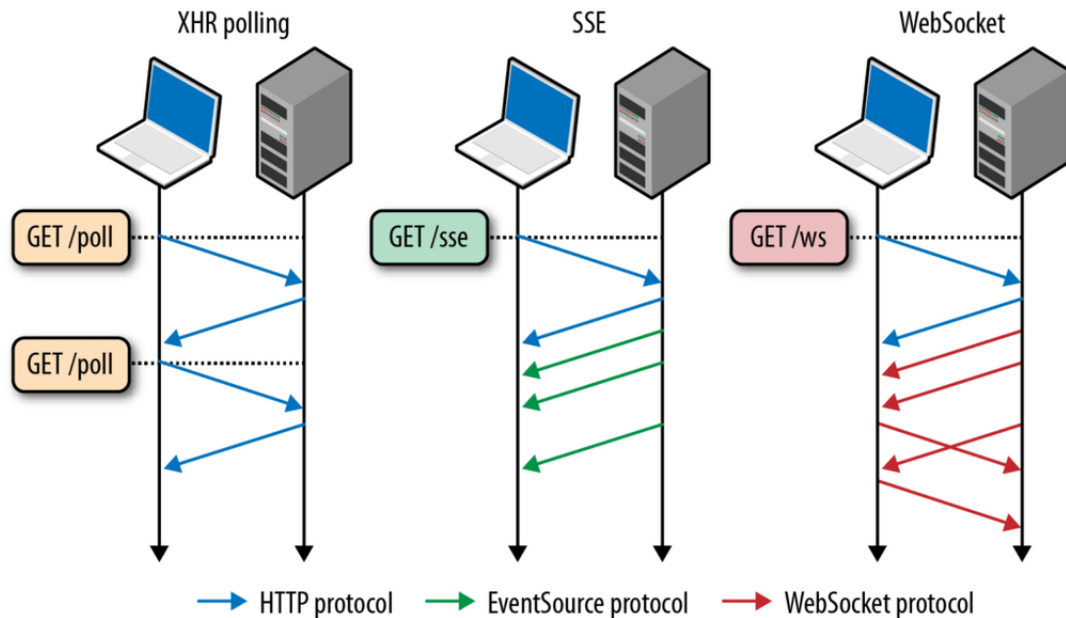 XHR polling
SSE
WebSocket
GET /poll
GET /sse
GET /ws
GET /poll
HTTP protocol
EventSource protocol
WebSocket protocol